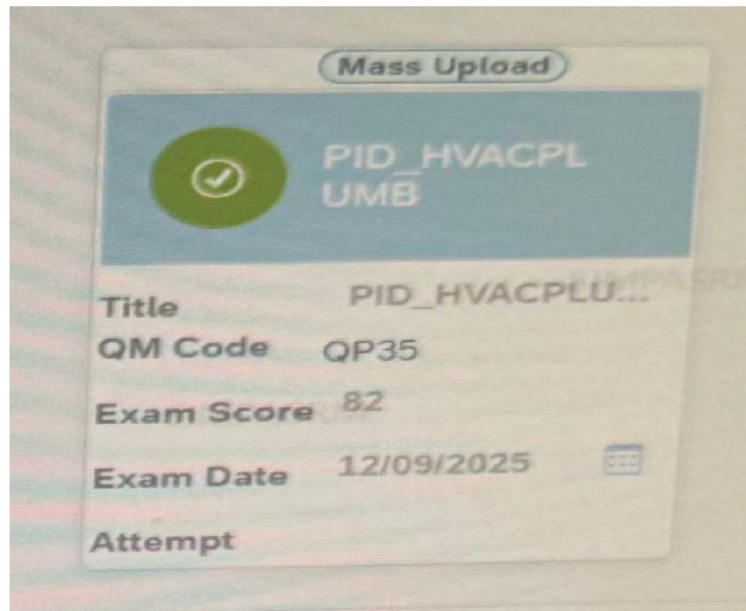 Mass Upload
PID_HVACPL
UMB
Title PID_HVACPLU...
QM Code QP35
Exam Score 82
Exam Date 12/09/2025
Attempt